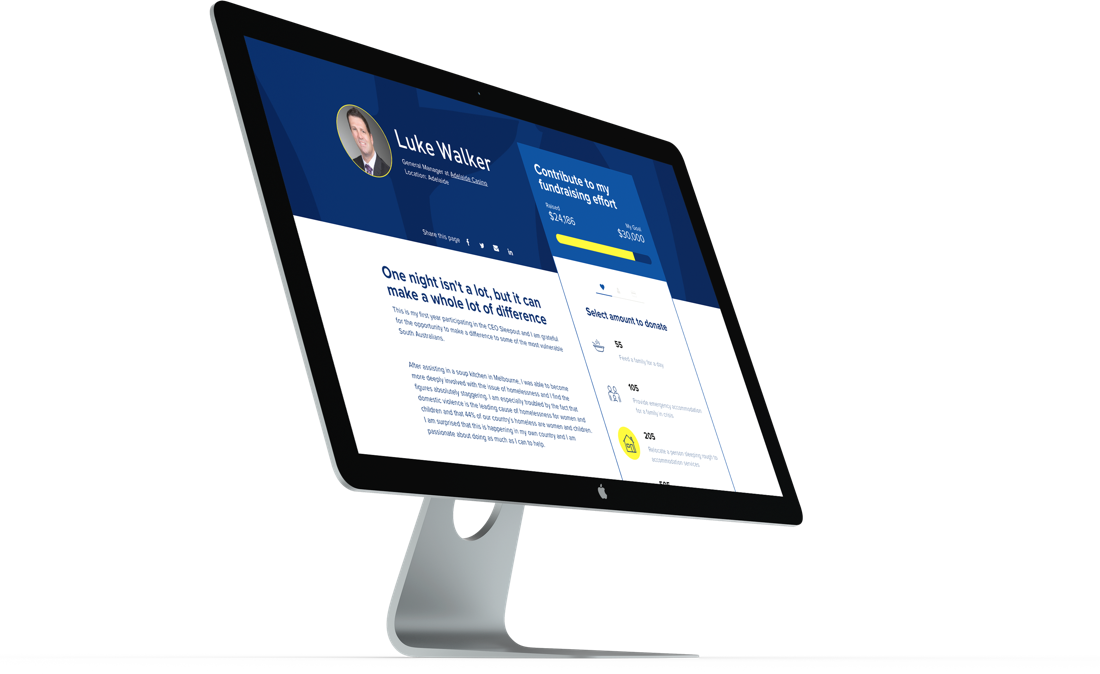 Luke Walker
General Manager at Adelaide Casino
Location: Adelaide
Share this page
Contribute to my
fundraising effort
Raised
$24,186
My Goal
$30,000
One night isn't a lot, but it can
make a whole lot of difference
This is my first year participating in the CEO Sleepout and I am grateful
for the opportunity to make a difference to some of the most vulnerable
South Australians.
After assisting in a soup kitchen in Melbourne, I was able to become
more deeply involved with the issue of homelessness and I find the
figures absolutely staggering. I am especially troubled by the fact that
domestic violence is the leading cause of homelessness for women and
children and that 44% of our country's homeless are women and children.
I am surprised that this is happening in my own country and I am
passionate about doing as much as I can to help.
Select amount to donate
55
Feed a family for a day
105
Provide emergency accommodation
for a family in crisis
205
Relocate a person sleeping rough to
accommodation services